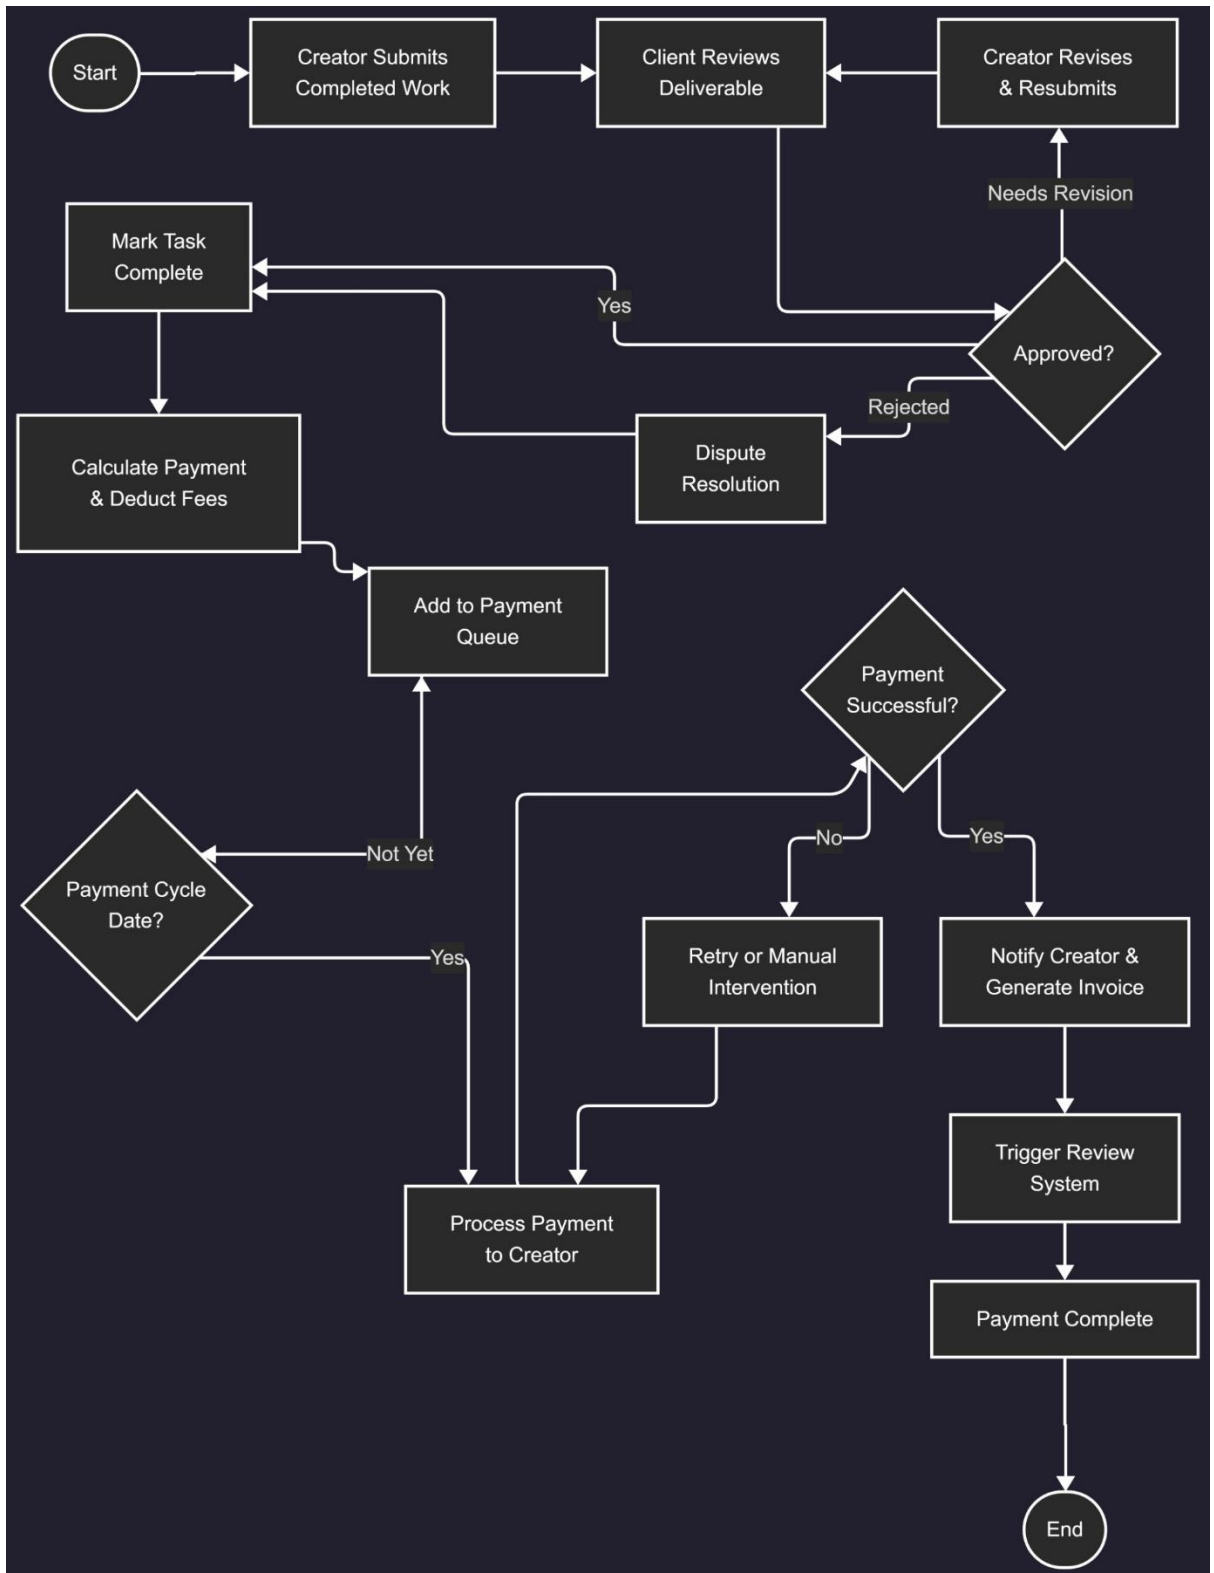 Start
Creator Submits
Completed Work
Client Reviews
Deliverable
Creator Revises
& Resubmits
Needs Revision
Mark Task
Complete
Yes
Approved?
Rejected
Dispute
Resolution
Calculate Payment
& Deduct Fees
Add to Payment
Queue
Payment
Successful?
No
Yes
Not Yet
Payment Cycle
Date?
Yes
Retry or Manual
Intervention
Notify Creator &
Generate Invoice
Trigger Review
System
Process Payment
to Creator
Payment Complete
End